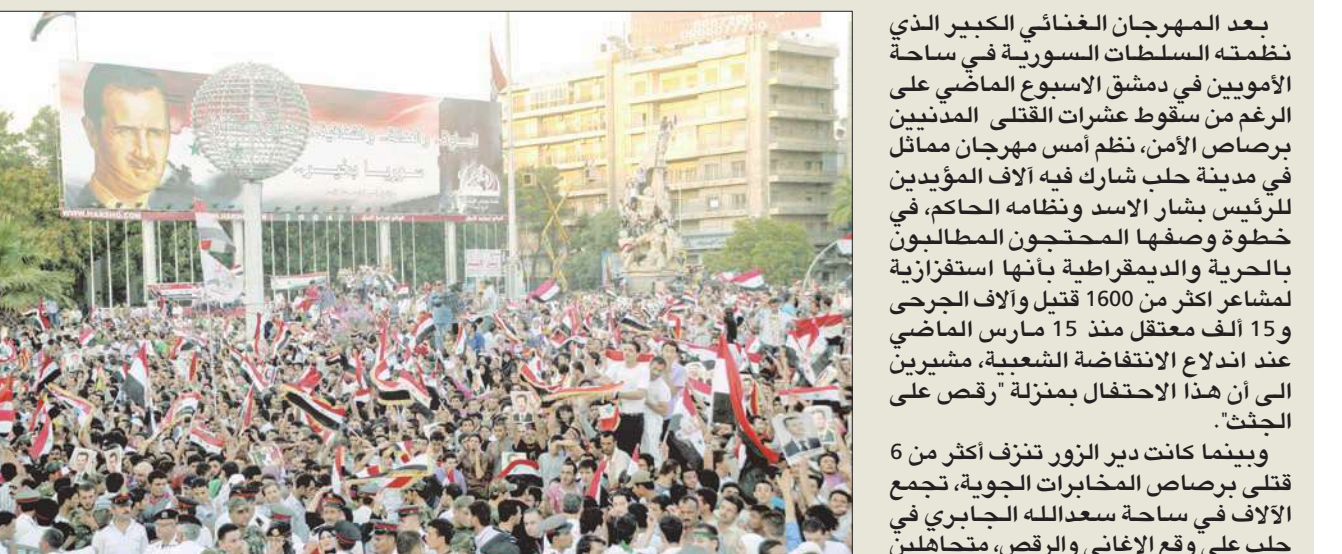 بعد المهرجان الغنائي الكبير الذي
نظمته السلطات السورية في ساحة
الأمويين في دمشق الاسبوع الماضي على
الرغم من سقوط عشرات القتلى المدنيين
برصاص الأمن، نظم أمس مهرجان مماثل
في مدينة حلب شارك فيه آلاف المؤيدين
للرئيس بشار الاسد ونظامه الحاكم، في
خطوة وصفها المحتجون المطالبون
بالحرية والديمقراطية بأنها استفزازية
لمشاعر اكثر من 1600 قتيل وآلاف الجرحى
و15 ألف معتقل منذ 15 مارس الماضي
عند اندلاع الانتفاضة الشعبية، مشيرين
الى أن هذا الاحتفال بمنزلة "رقص على
الجثث".
وبينما كانت دير الزور تنزف أكثر من 6
قتلى برصاص المخابرات الجوية، تجمع
الآلاف في ساحة سعدالله الجابري في
حلب على وقع الاغاني والرقص، متجاهلين
سوريا بخير..